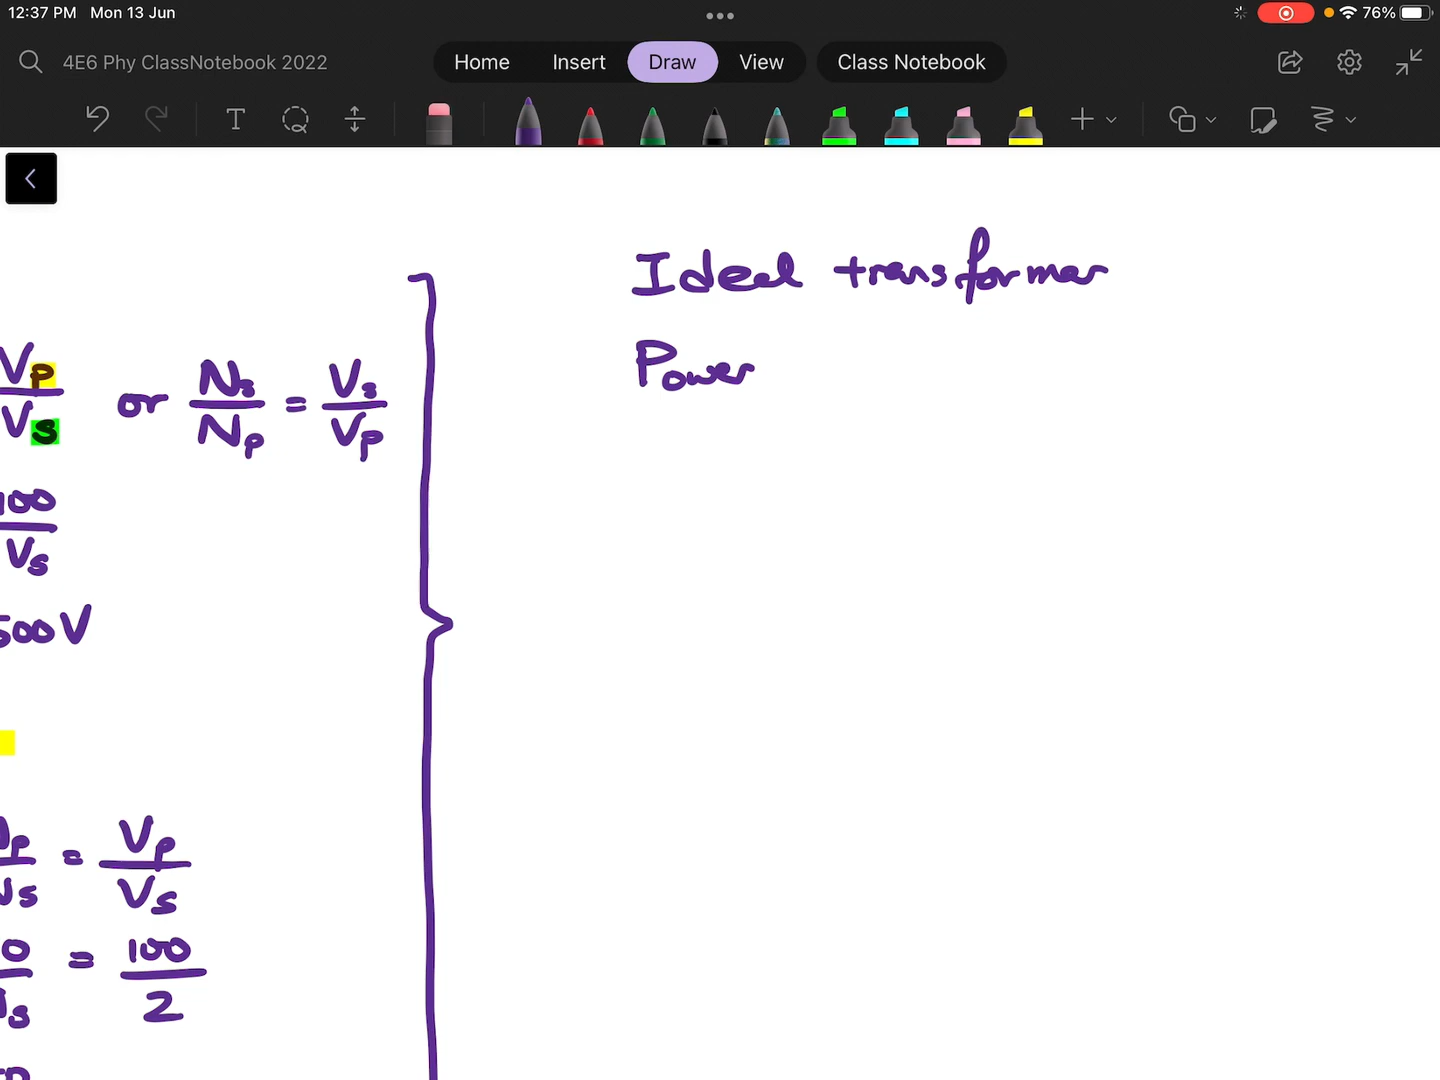 12:37 PM Mon 13 Jun
76%
4E6 Phy ClassNotebook 2022
Home Insert Draw View Class Notebook
T
Ideal transformer
Power
Vp/Vs or Ns/Np = Vs/Vp
100/Vs
500V
= Vp/Vs
= 100/2